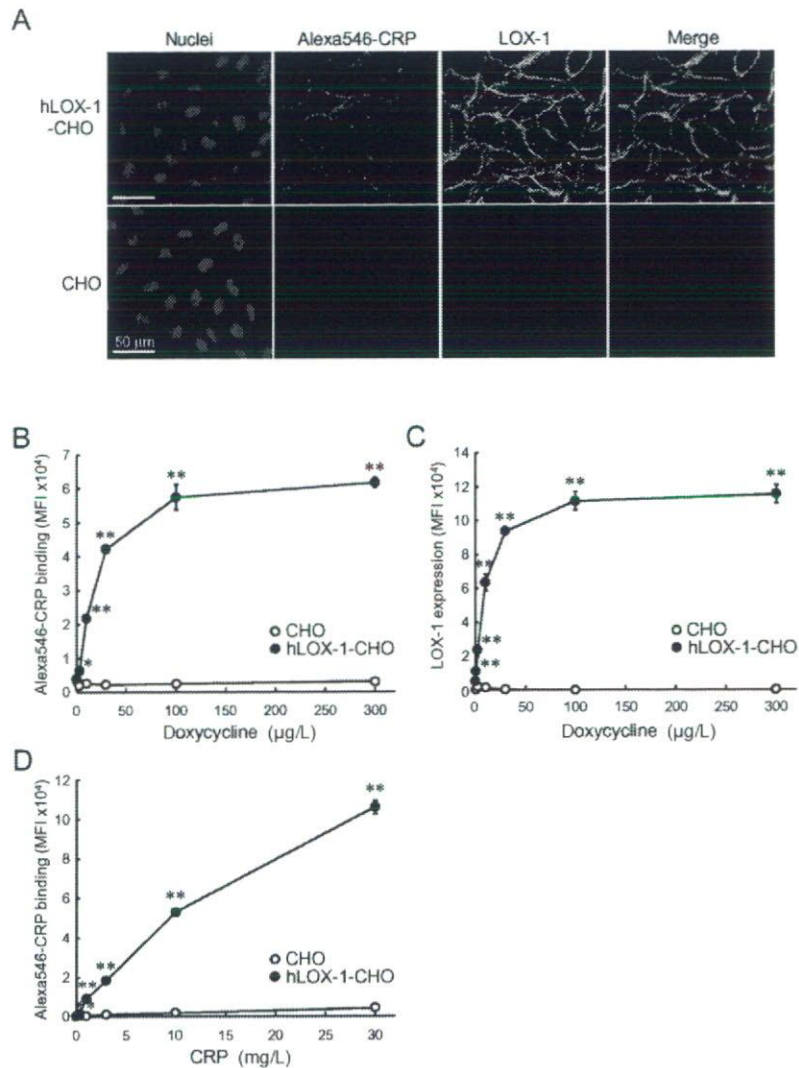 A
Nuclei Alexa546-CRP LOX-1 Merge
hLOX-1
-CHO
CHO
50 μm
B
Alexa546-CRP binding (MFI x10⁴)
7
6
5
4
3
2
1
0
** ** ** ** *
CHO
hLOX-1-CHO
0 50 100 150 200 250 300
Doxycycline (μg/L)
C
LOX-1 expression (MFI x10⁴)
14
12
10
8
6
4
2
0
** ** ** ** ** **
CHO
hLOX-1-CHO
0 50 100 150 200 250 300
Doxycycline (μg/L)
D
Alexa546-CRP binding (MFI x10⁴)
12
10
8
6
4
2
0
** ** ** **
CHO
hLOX-1-CHO
0 5 10 15 20 25 30
CRP (mg/L)